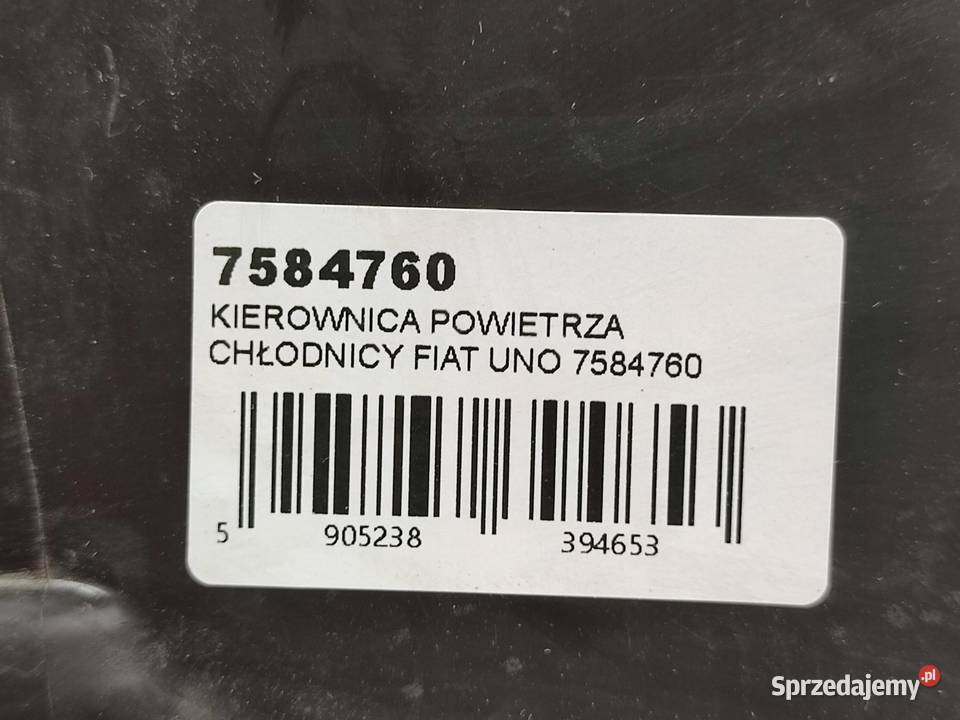 7584760
KIEROWNICA POWIETRZA
CHŁODNICY FIAT UNO 7584760
5 905238 394653
Sprzedajemy.pl